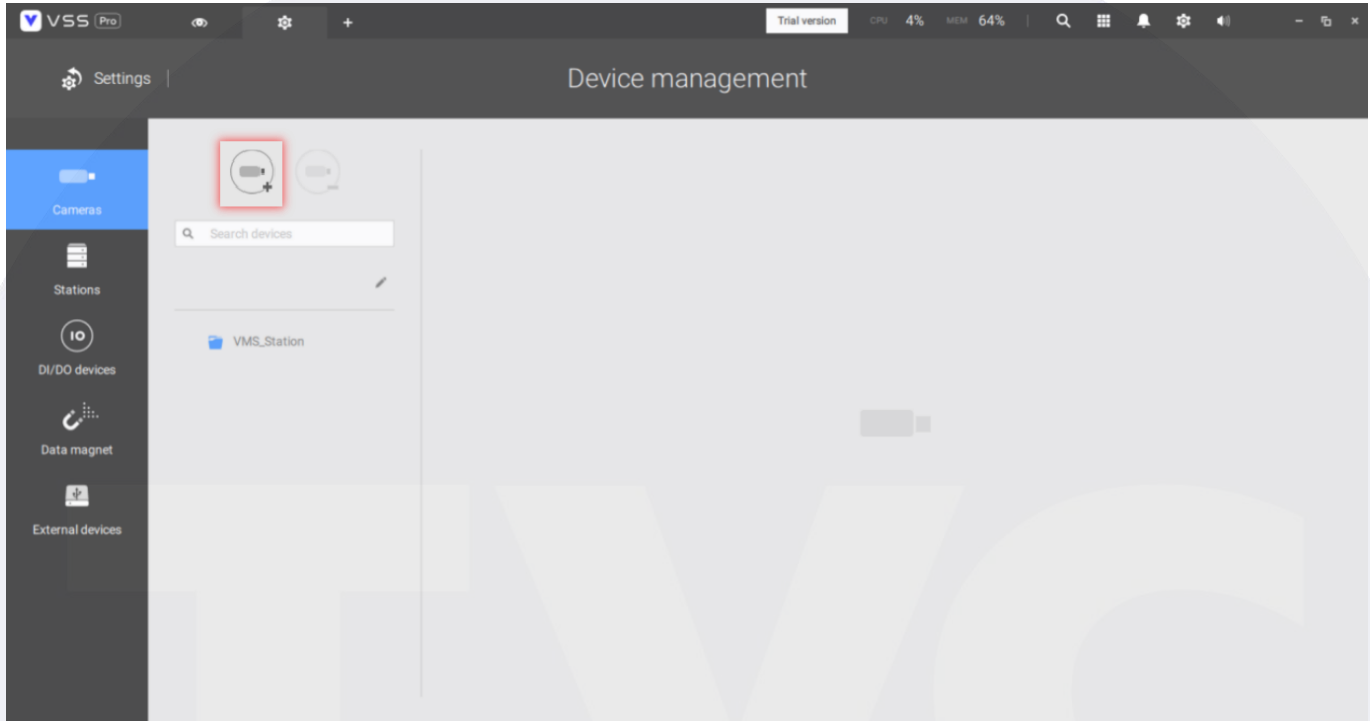 VSS Pro
Trial version
CPU 4% MEM 64%
Settings
Device management
Cameras
Search devices
Stations
VMS_Station
IO
DI/DO devices
Data magnet
External devices
TVC